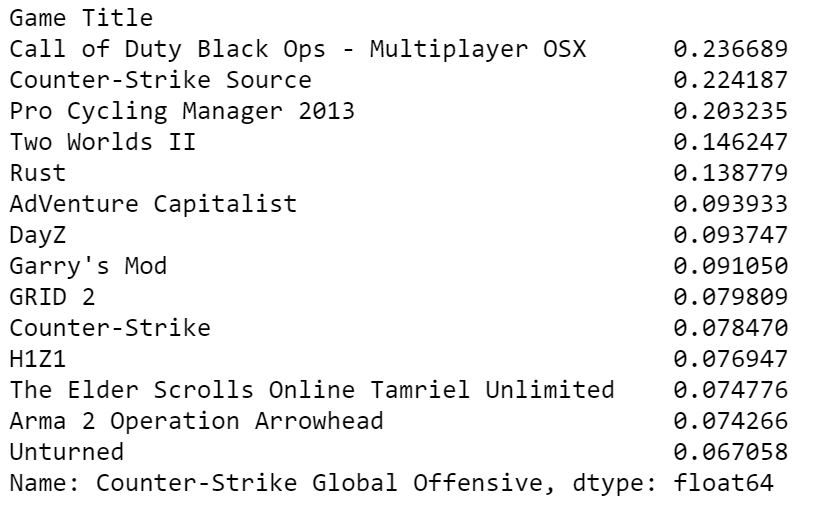 Game Title
Call of Duty Black Ops - Multiplayer OSX 0.236689
Counter-Strike Source 0.224187
Pro Cycling Manager 2013 0.203235
Two Worlds II 0.146247
Rust 0.138779
AdVenture Capitalist 0.093933
DayZ 0.093747
Garry's Mod 0.091050
GRID 2 0.079809
Counter-Strike 0.078470
H1Z1 0.076947
The Elder Scrolls Online Tamriel Unlimited 0.074776
Arma 2 Operation Arrowhead 0.074266
Unturned 0.067058
Name: Counter-Strike Global Offensive, dtype: float64